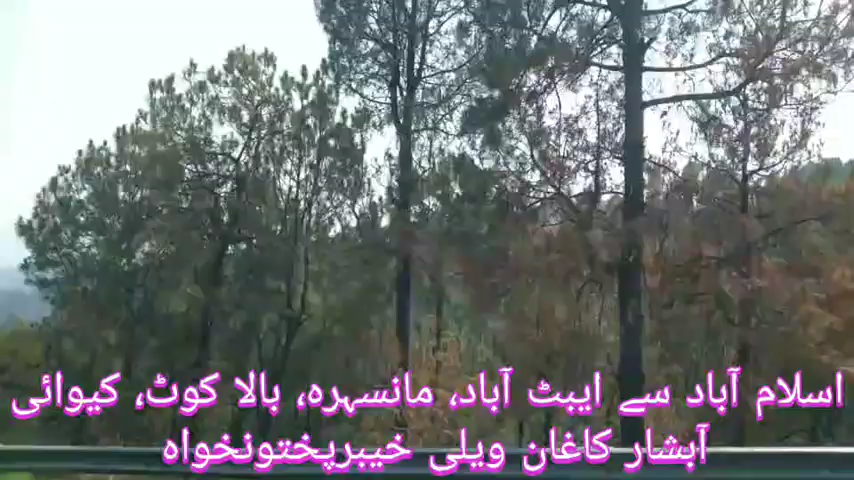 اسلام آباد سے ایبٹ آباد، مانسہرہ، بالا کوٹ، کیوائی
آبشار کاغان ویلی خیبرپختونخواہ